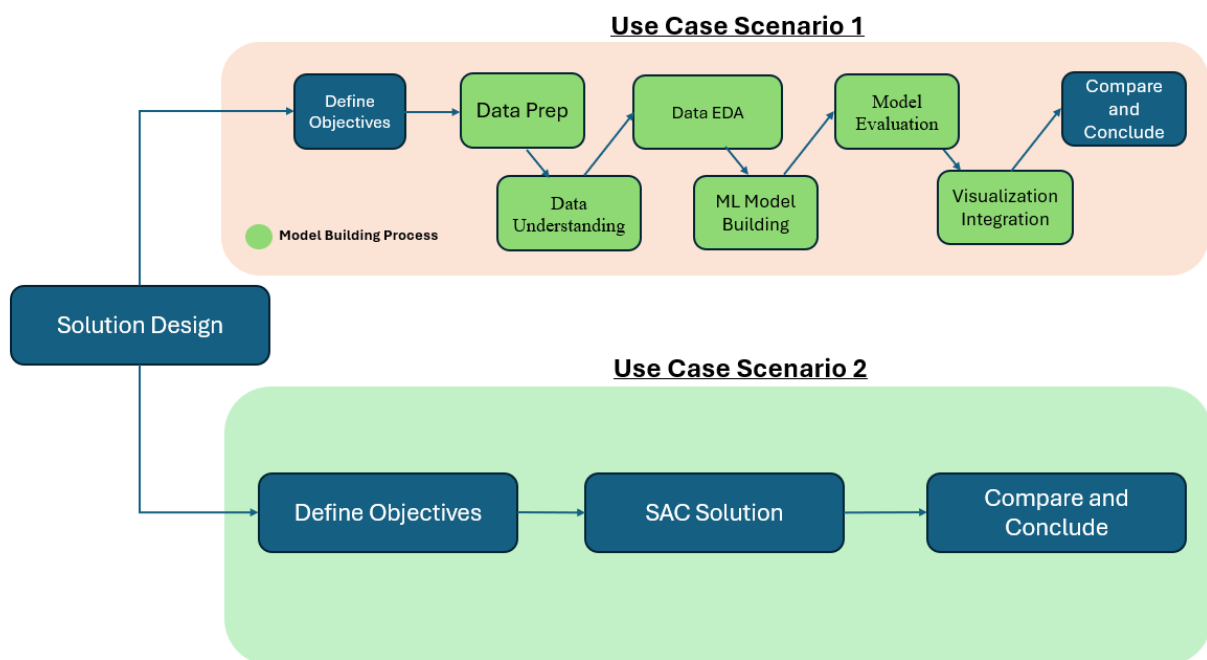 Use Case Scenario 1
Define
Objectives
Data Prep
Data
Understanding
Data EDA
ML Model
Building
Model
Evaluation
Visualization
Integration
Compare
and
Conclude
Model Building Process
Solution Design
Use Case Scenario 2
Define Objectives
SAC Solution
Compare and
Conclude